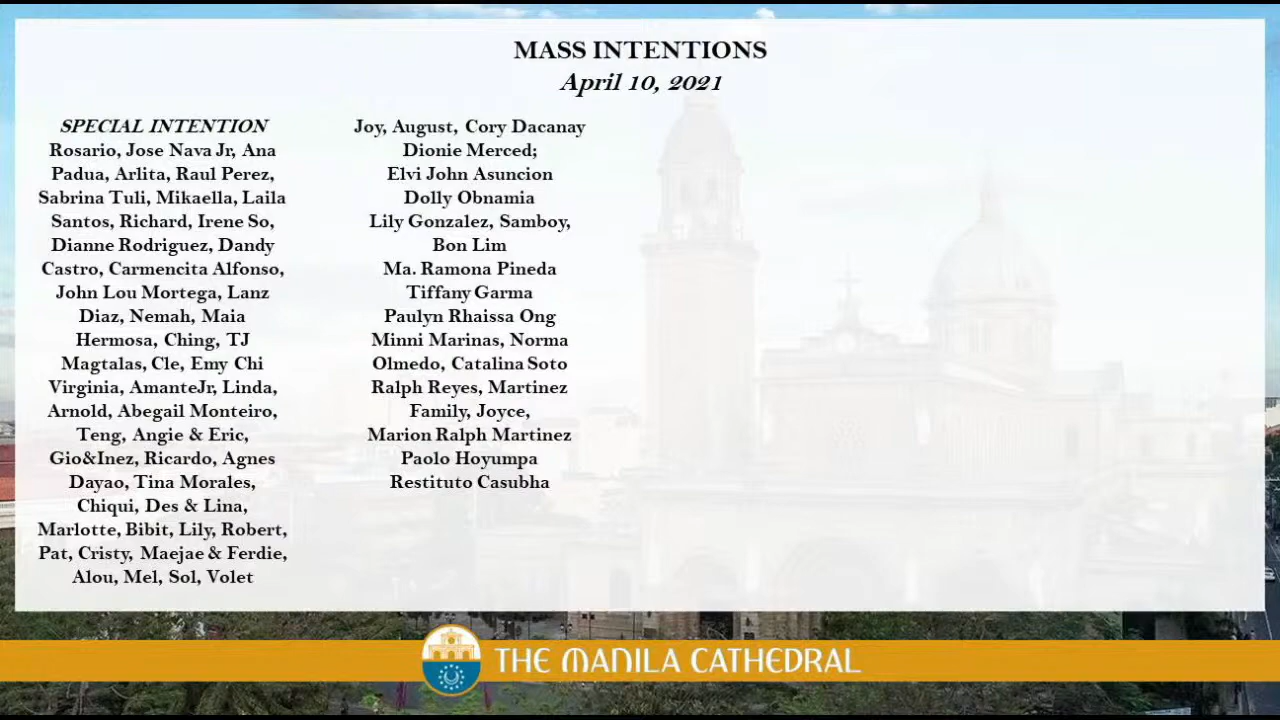 MASS INTENTIONS
April 10, 2021
SPECIAL INTENTION
Rosario, Jose Nava Jr, Ana
Padua, Arlita, Raul Perez,
Sabrina Tuli, Mikaella, Laila
Santos, Richard, Irene So,
Dianne Rodriguez, Dandy
Castro, Carmencita Alfonso,
John Lou Mortega, Lanz
Diaz, Nemah, Maia
Hermosa, Ching, TJ
Magtalas, Cle, Emy Chi
Virginia, AmanteJr, Linda,
Arnold, Abegail Monteiro,
Teng, Angie & Eric,
Gio&Inez, Ricardo, Agnes
Dayao, Tina Morales,
Chiqui, Des & Lina,
Marlotte, Bibit, Lily, Robert,
Pat, Cristy, Maejae & Ferdie,
Alou, Mel, Sol, Volet
Joy, August, Cory Dacanay
Dionie Merced;
Elvi John Asuncion
Dolly Obnamia
Lily Gonzalez, Samboy,
Bon Lim
Ma. Ramona Pineda
Tiffany Garma
Paulyn Rhaissa Ong
Minni Marinas, Norma
Olmedo, Catalina Soto
Ralph Reyes, Martinez
Family, Joyce,
Marion Ralph Martinez
Paolo Hoyumpa
Restituto Casubha
THE MANILA CATHEDRAL